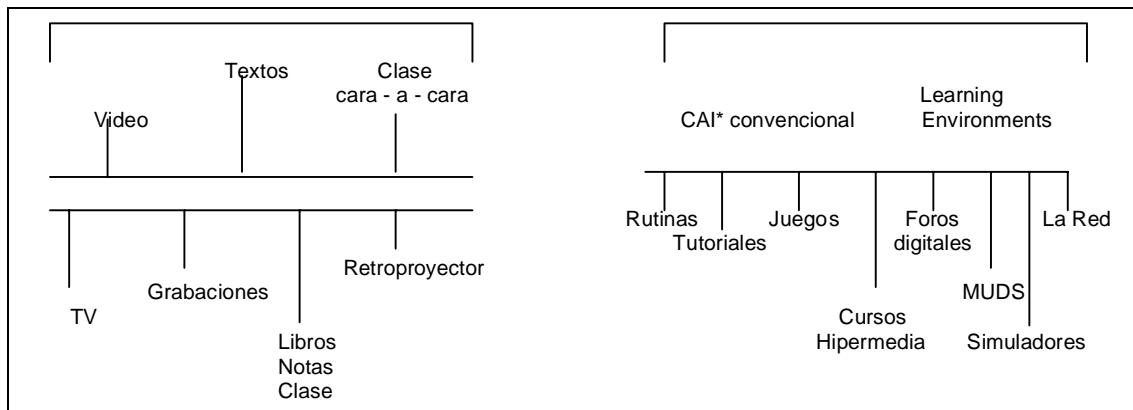 Textos
Clase
cara - a - cara
Video
TV
Grabaciones
Libros
Notas
Clase
Retroproyector
Learning
Environments
CAI* convencional
Rutinas
Tutoriales
Juegos
Cursos
Hipermedia
Foros
digitales
MUDS
Simuladores
La Red